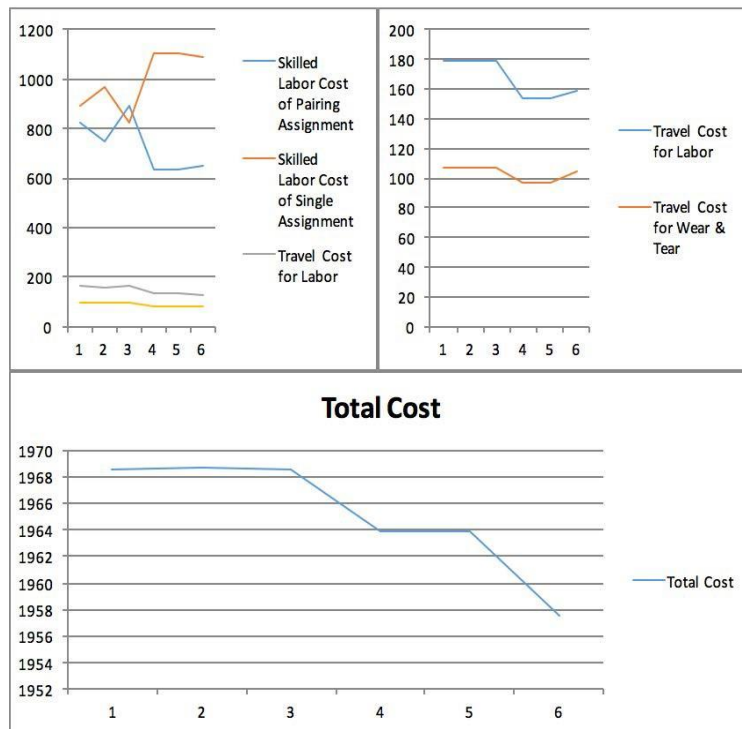 1200
1000
800
600
400
200
0
1 2 3 4 5 6
Skilled
Labor Cost
of Pairing
Assignment
Skilled
Labor Cost
of Single
Assignment
Travel Cost
for Labor
200
180
160
140
120
100
80
60
40
20
0
1 2 3 4 5 6
Travel Cost
for Labor
Travel Cost
for Wear &
Tear
Total Cost
1970
1968
1966
1964
1962
1960
1958
1956
1954
1952
1 2 3 4 5 6
Total Cost